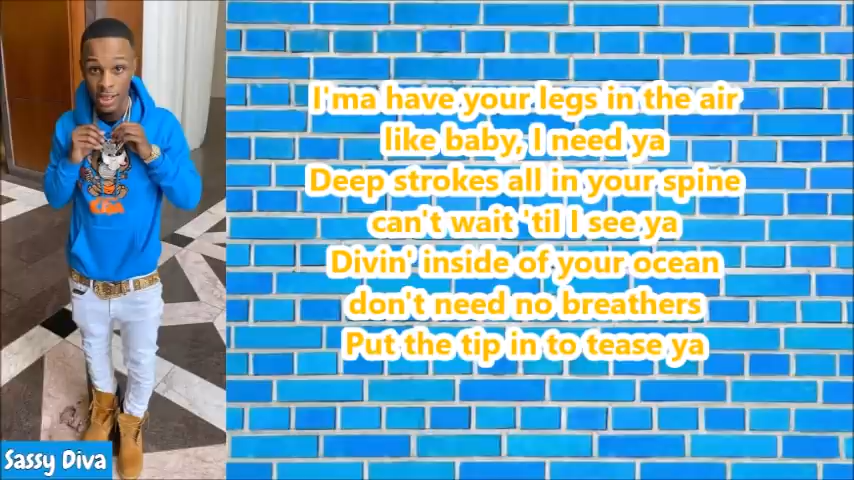 I'ma have your legs in the air
like baby, I need ya
Deep strokes all in your spine
can't wait 'til I see ya
Divin' inside of your ocean
don't need no breathers
Put the tip in to tease ya
Sassy Diva